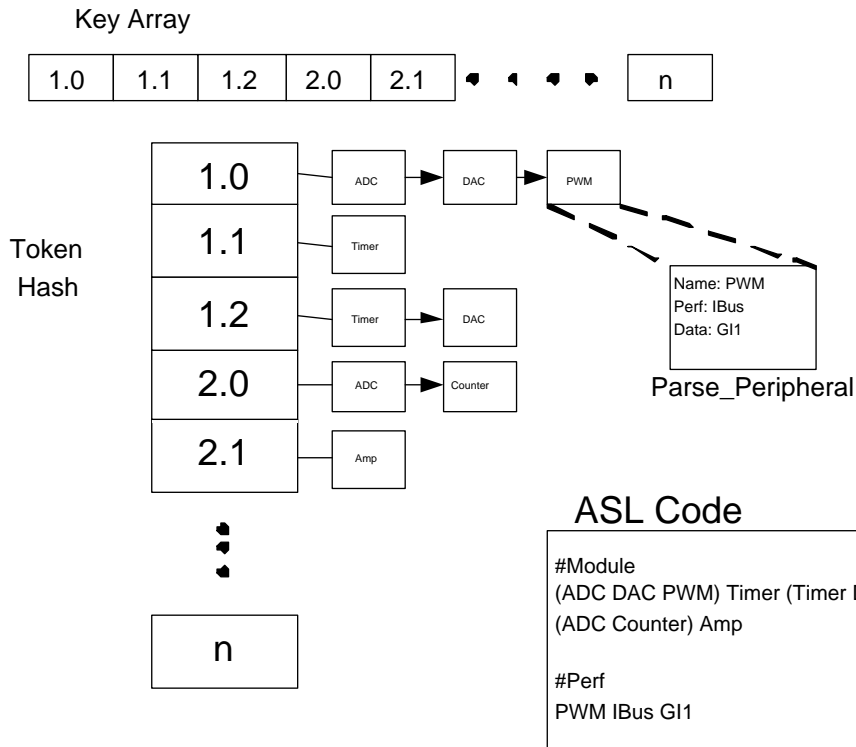 Key Array
1.0 1.1 1.2 2.0 2.1 n
Token
Hash
1.0 ADC DAC PWM
1.1 Timer
1.2 Timer DAC
2.0 ADC Counter
2.1 Amp
n
Name: PWM
Perf: IBus
Data: GI1
Parse_Peripheral
ASL Code
#Module
(ADC DAC PWM) Timer (Timer
(ADC Counter) Amp
#Perf
PWM IBus GI1